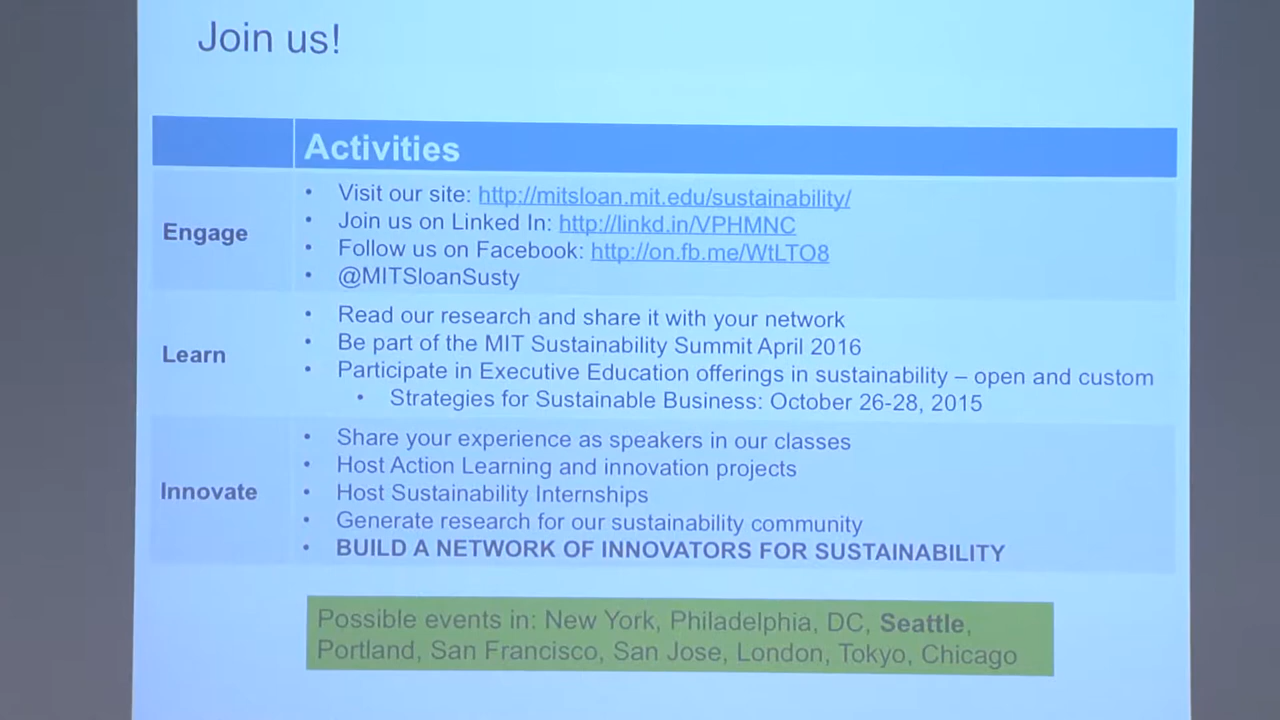 Join us!
Activities
Engage
• Visit our site: http://mitsloan.mit.edu/sustainability/
• Join us on Linked In: http://linkd.in/VPHMNC
• Follow us on Facebook: http://on.fb.me/WtLTO8
• @MITSloanSusty
Learn
• Read our research and share it with your network
• Be part of the MIT Sustainability Summit April 2016
• Participate in Executive Education offerings in sustainability – open and custom
• Strategies for Sustainable Business: October 26-28, 2015
Innovate
• Share your experience as speakers in our classes
• Host Action Learning and innovation projects
• Host Sustainability Internships
• Generate research for our sustainability community
• BUILD A NETWORK OF INNOVATORS FOR SUSTAINABILITY
Possible events in: New York, Philadelphia, DC, Seattle,
Portland, San Francisco, San Jose, London, Tokyo, Chicago